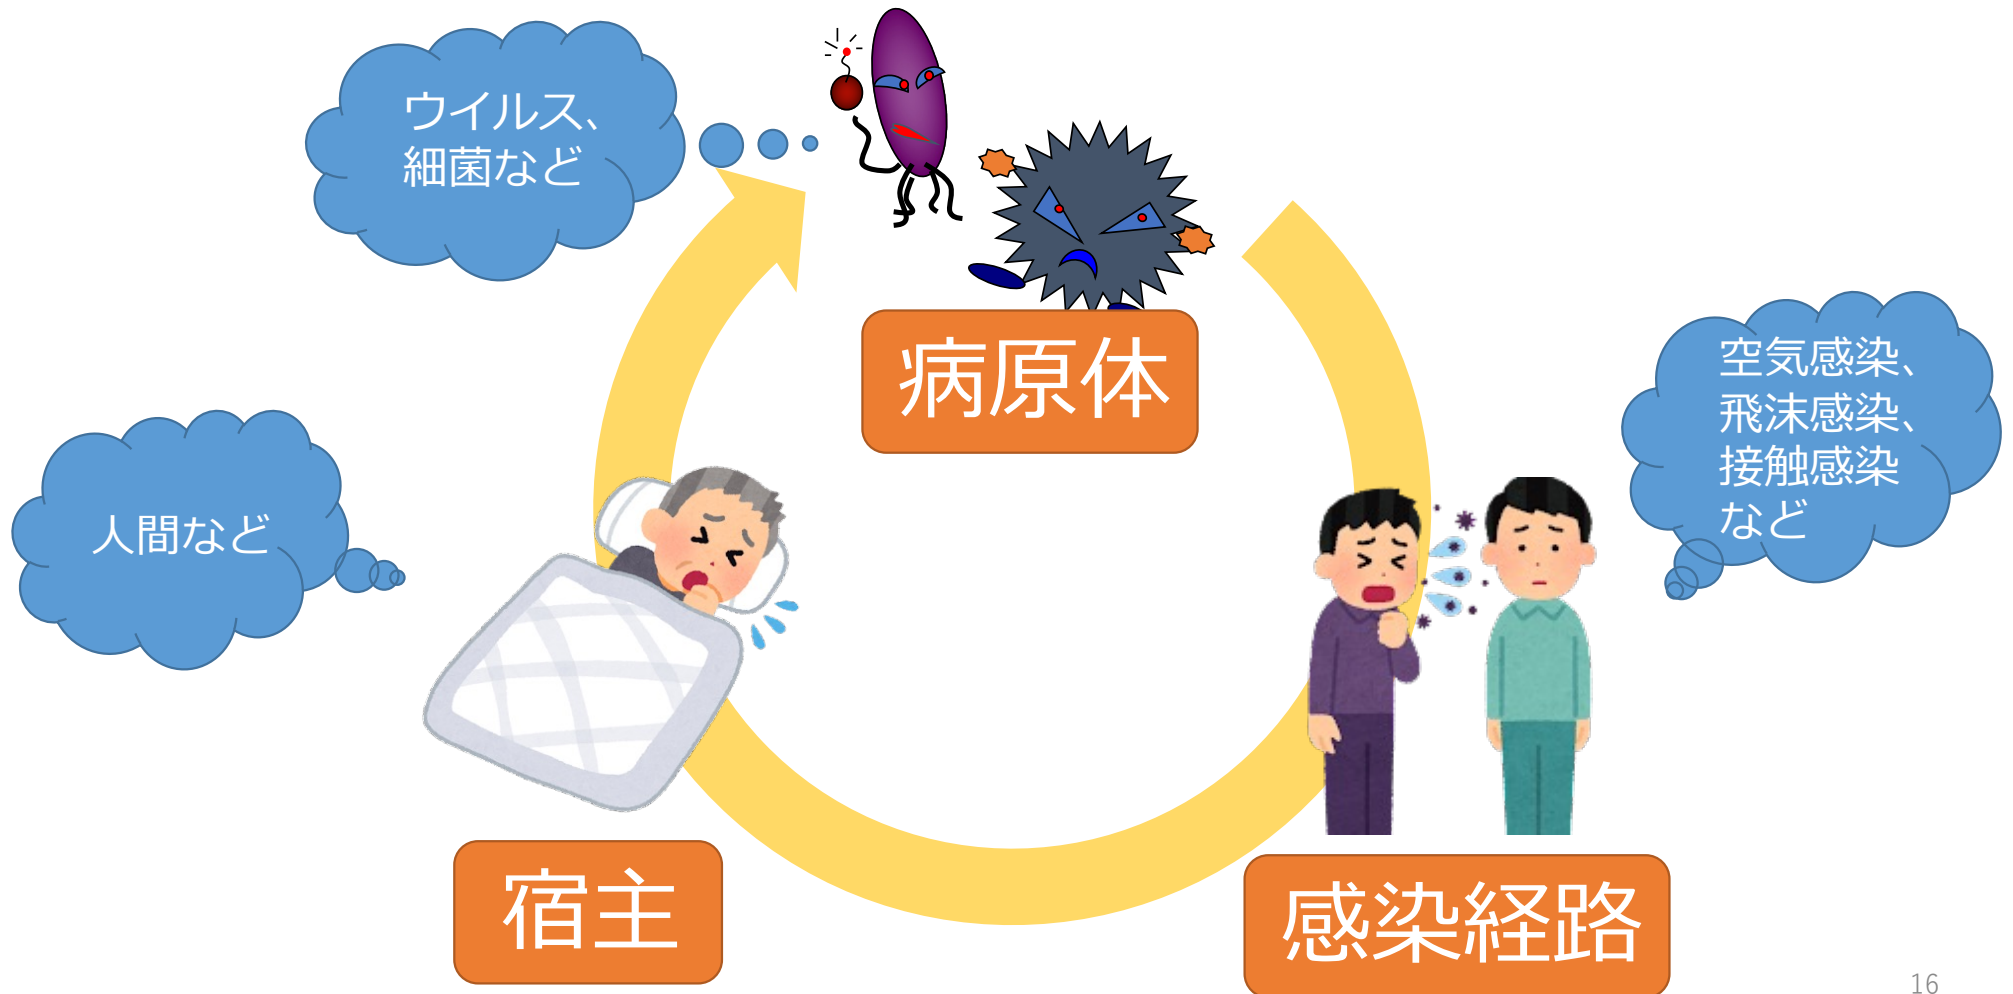 ウイルス、
細菌など
病原体
空気感染、
飛沫感染、
接触感染
など
人間など
宿主
感染経路
16